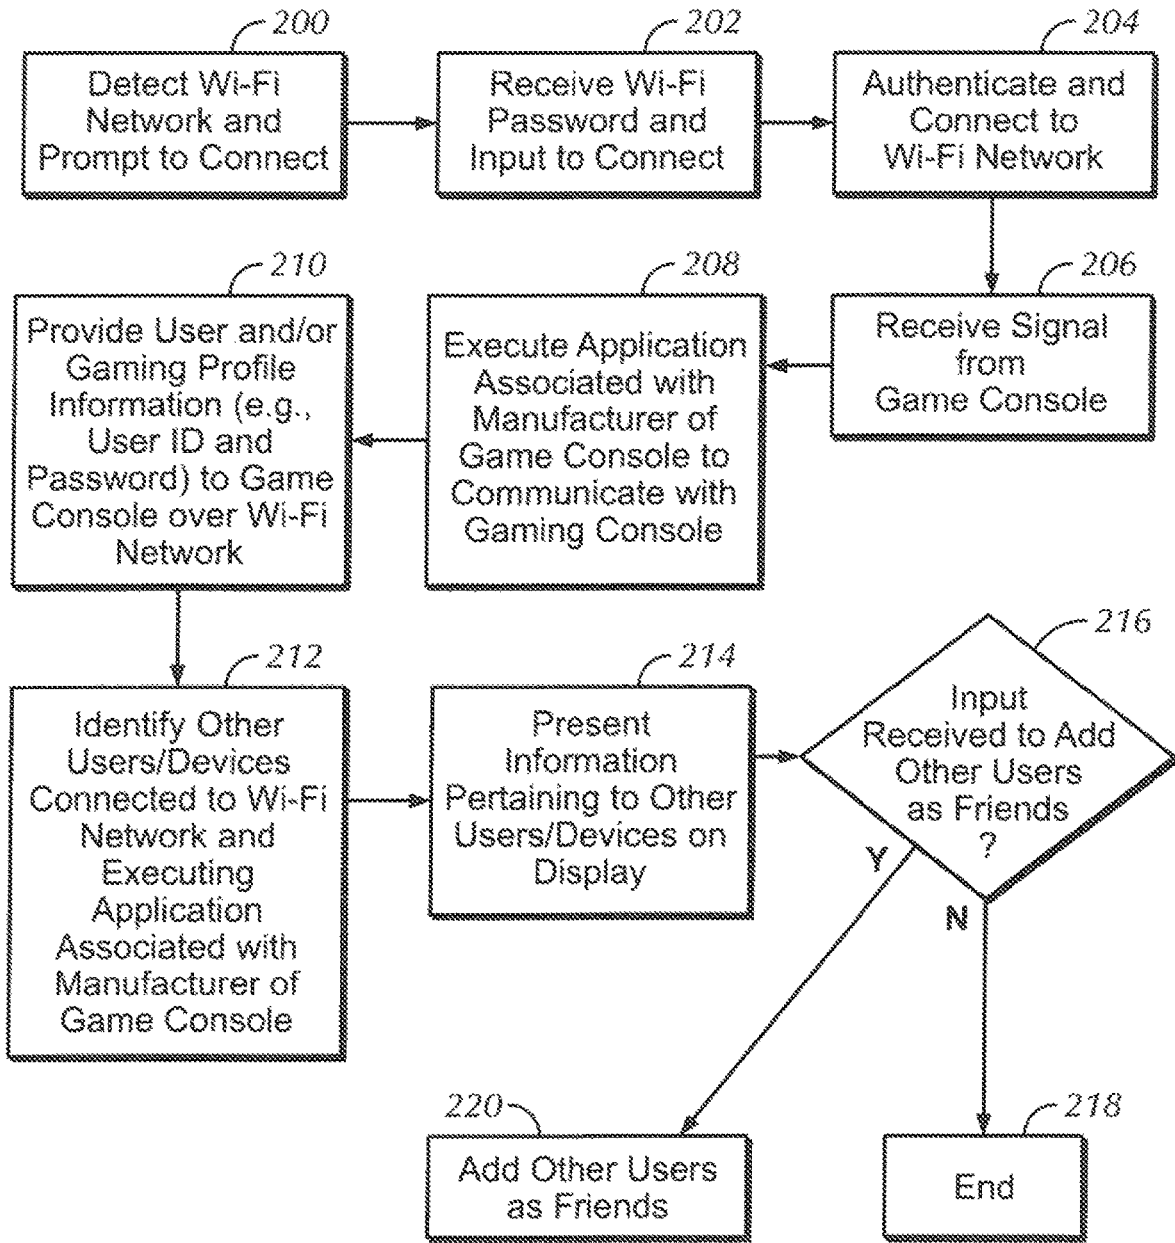 200
Detect Wi-Fi
Network and
Prompt to Connect
202
Receive Wi-Fi
Password and
Input to Connect
204
Authenticate and
Connect to
Wi-Fi Network
206
Receive Signal
from
Game Console
208
Execute Application
Associated with
Manufacturer of
Game Console to
Communicate with
Gaming Console
210
Provide User and/or
Gaming Profile
Information (e.g.,
User ID and
Password) to Game
Console over Wi-Fi
Network
212
Identify Other
Users/Devices
Connected to Wi-Fi
Network and
Executing
Application
Associated with
Manufacturer of
Game Console
214
Present
Information
Pertaining to Other
Users/Devices on
Display
216
Input
Received to Add
Other Users
as Friends
?
Y
N
220
Add Other Users
as Friends
218
End